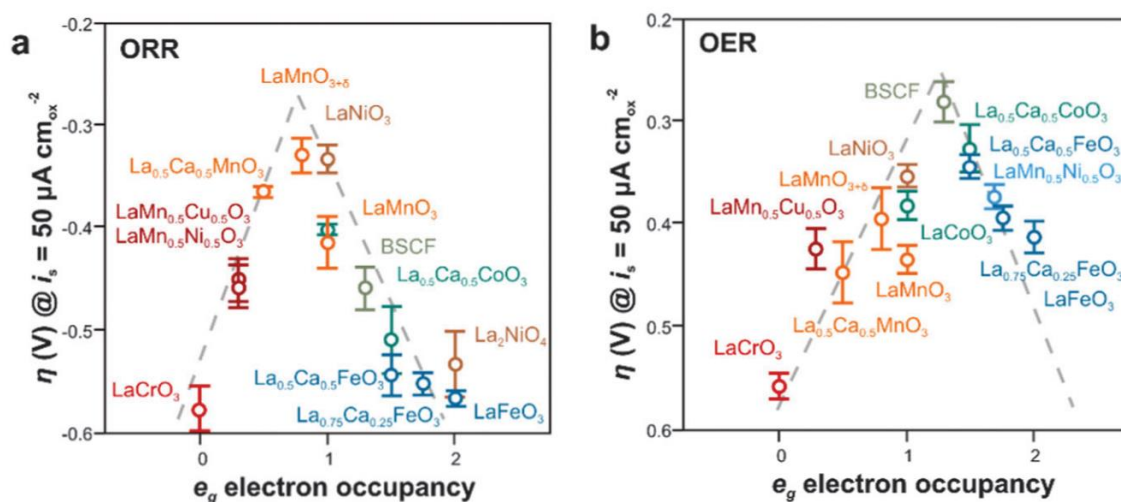 a
ORR
-0.2
-0.3
-0.4
-0.5
-0.6
η (V) @ iₛ = 50 µA cmₒₓ⁻²
LaMnO₃₊δ
LaNiO₃
La₀.₅Ca₀.₅MnO₃
LaMn₀.₅Cu₀.₅O₃
LaMnO₃
LaMn₀.₅Ni₀.₅O₃
BSCF
La₀.₅Ca₀.₅CoO₃
La₂NiO₄
LaCrO₃
La₀.₅Ca₀.₅FeO₃
La₀.₇₅Ca₀.₂₅FeO₃
LaFeO₃
0 1 2
e_g electron occupancy
b
OER
0.2
0.3
0.4
0.5
0.6
η (V) @ iₛ = 50 µA cmₒₓ⁻²
BSCF
La₀.₅Ca₀.₅CoO₃
La₀.₅Ca₀.₅FeO₃
LaNiO₃
LaMn₀.₅Ni₀.₅O₃
LaMnO₃₊δ
LaMn₀.₅Cu₀.₅O₃
LaCoO₃
La₀.₇₅Ca₀.₂₅FeO₃
LaMnO₃
LaFeO₃
La₀.₅Ca₀.₅MnO₃
LaCrO₃
0 1 2
e_g electron occupancy